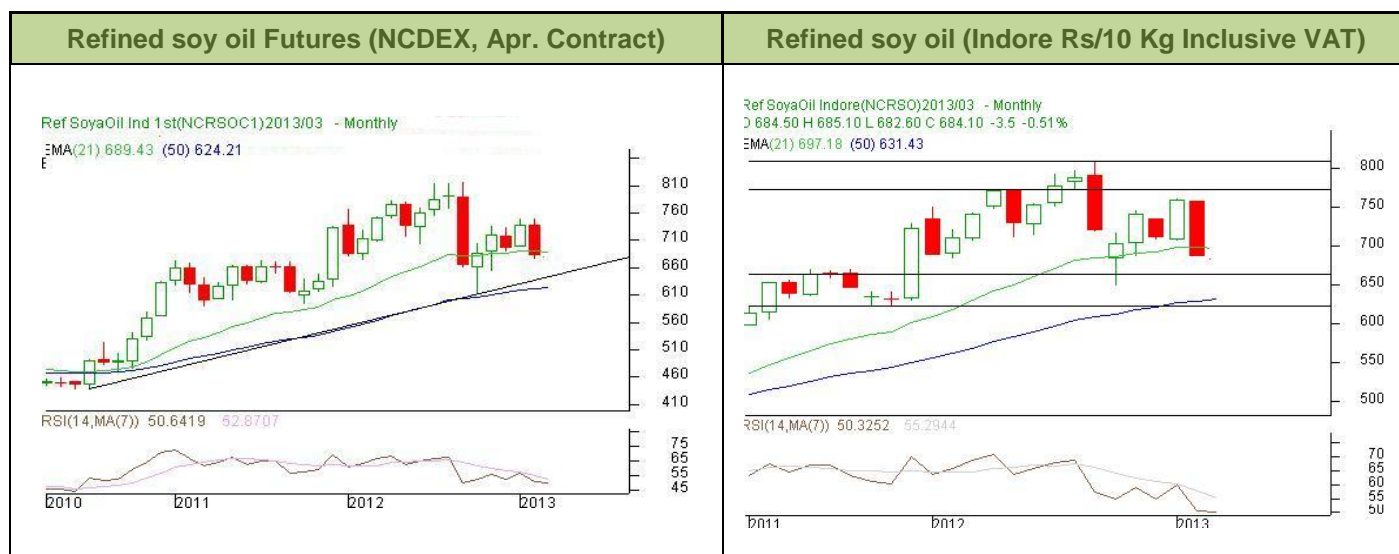 Refined soy oil Futures (NCDEX, Apr. Contract)
Ref SoyaOil Ind 1st(NCRSOC1)2013/03 - Monthly
EMA(21) 689.43 (50) 624.21
E
810
760
710
660
610
560
510
460
410
RSI(14,MA(7)) 50.6419 52.8707
75
65
55
45
2010 2011 2012 2013
Refined soy oil (Indore Rs/10 Kg Inclusive VAT)
Ref SoyaOil Indore(NCRSO)2013/03 - Monthly
O 684.50 H 685.10 L 682.60 C 684.10 -3.5 -0.51%
EMA(21) 697.18 (50) 631.43
800
750
700
650
600
550
500
RSI(14,MA(7)) 50.3252 55.2944
70
65
60
55
50
2011 2012 2013